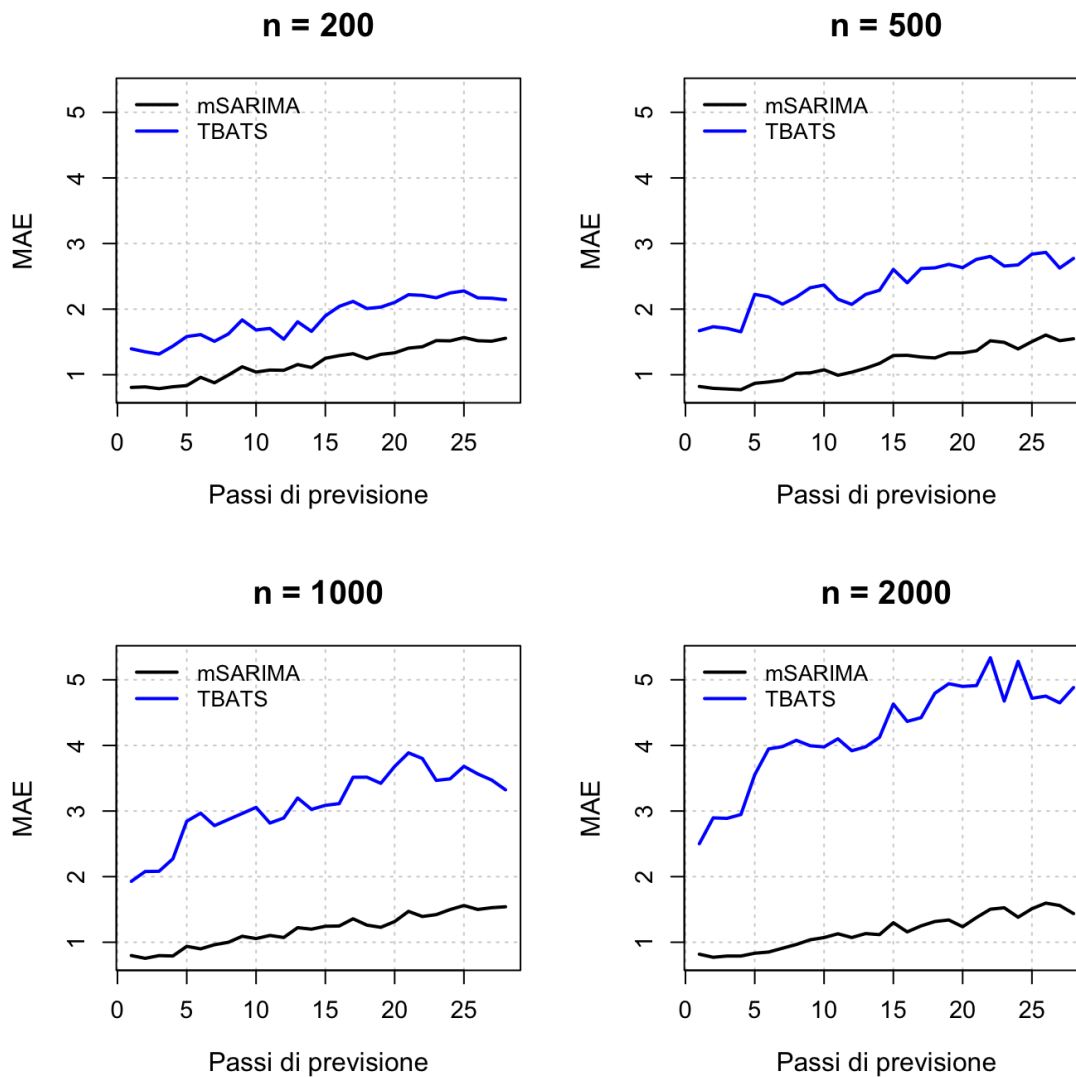 n = 200
mSARIMA
TBATS
MAE
5
4
3
2
1
0 5 10 15 20 25
Passi di previsione
n = 500
mSARIMA
TBATS
MAE
5
4
3
2
1
0 5 10 15 20 25
Passi di previsione
n = 1000
mSARIMA
TBATS
MAE
5
4
3
2
1
0 5 10 15 20 25
Passi di previsione
n = 2000
mSARIMA
TBATS
MAE
5
4
3
2
1
0 5 10 15 20 25
Passi di previsione